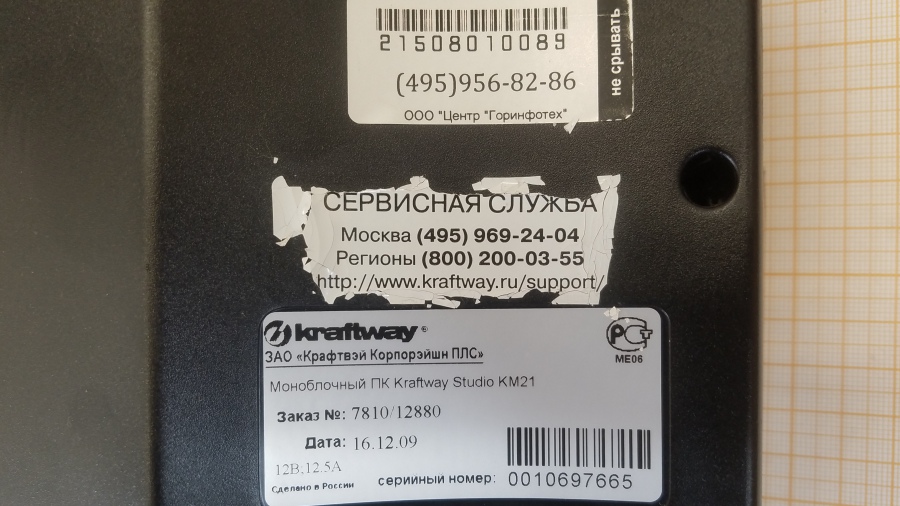 21508010089
(495)956-82-86
ООО "Центр "Горинфотех"
не срывать
СЕРВИСНАЯ СЛУЖБА
Москва (495) 969-24-04
Регионы (800) 200-03-55
http://www.kraftway.ru/support/
kraftway®
ЗАО «Крафтвэй Корпорэйшн ПЛС»
РСТ
МЕ06
Моноблочный ПК Kraftway Studio KM21
Заказ №: 7810/12880
Дата: 16.12.09
12В;12.5А
Сделано в России
серийный номер: 0010697665